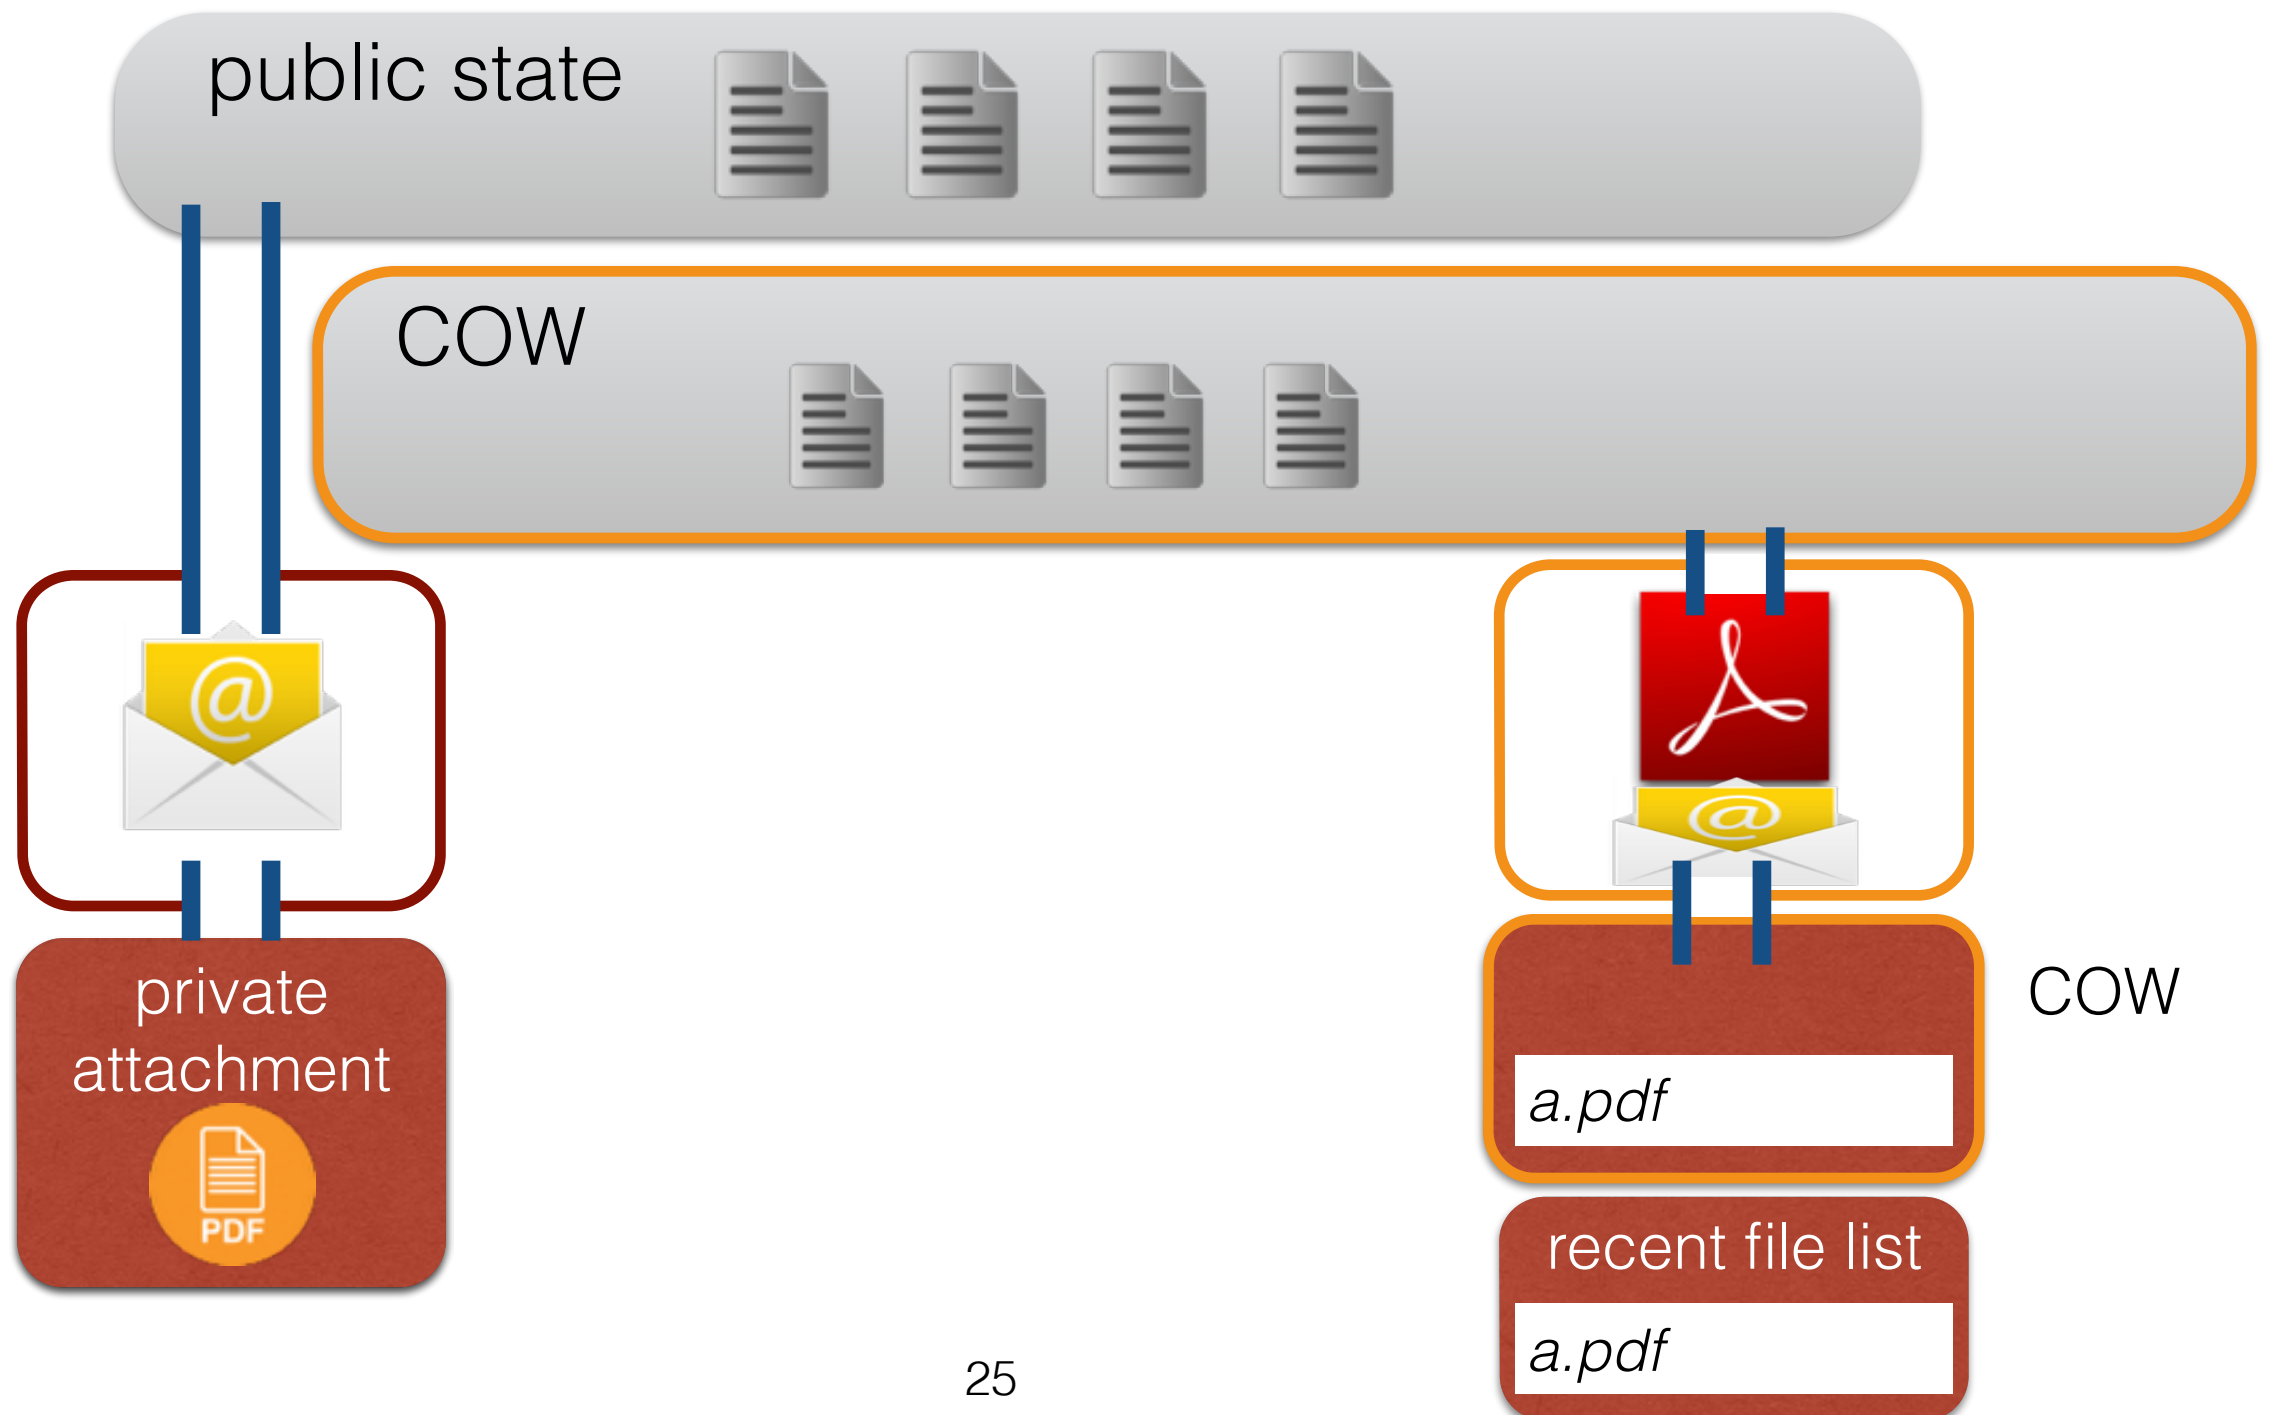 public state
COW
@
@
private
attachment
PDF
COW
a.pdf
recent file list
a.pdf
25